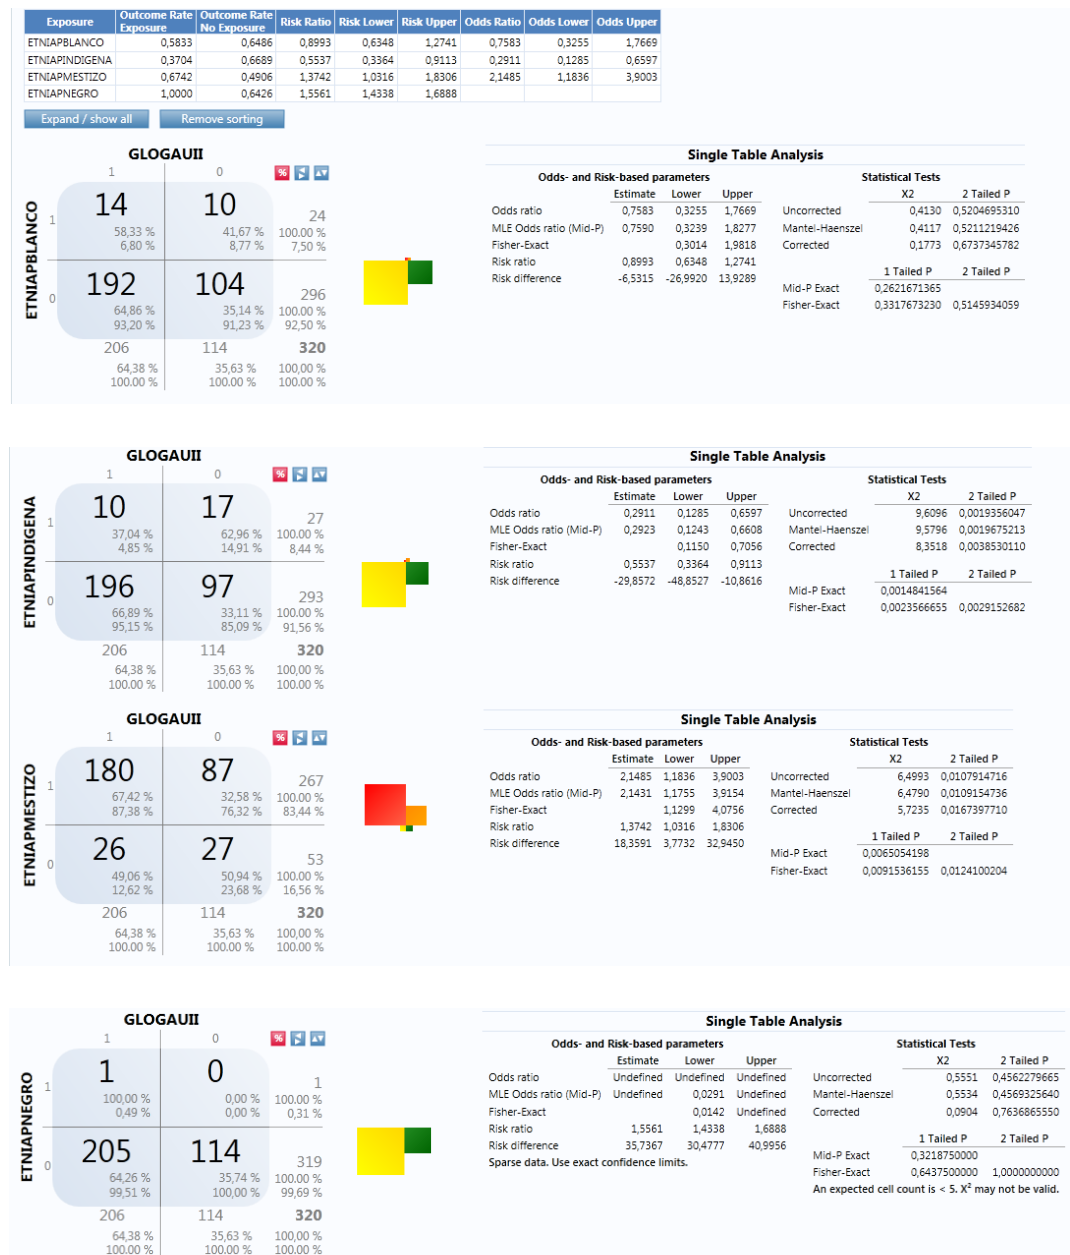 Exposure Outcome Rate Exposure Outcome Rate No Exposure Risk Ratio Risk Lower Risk Upper Odds Ratio Odds Lower Odds Upper
ETNIAPBLANCO 0,5833 0,6486 0,8993 0,6348 1,2741 0,7583 0,3255 1,7669
ETNIAPINDIGENA 0,3704 0,6689 0,5537 0,3364 0,9113 0,2911 0,1285 0,6597
ETNIAPMESTIZO 0,6742 0,4906 1,3742 1,0316 1,8306 2,1485 1,1836 3,9003
ETNIAPNEGRO 1,0000 0,6426 1,5561 1,4338 1,6888
Expand / show all Remove sorting
GLOGAUII
1 0 %
ETNIAPBLANCO
1 14 10 24
58,33 % 41,67 % 100.00 %
6,80 % 8,77 % 7,50 %
0 192 104 296
64,86 % 35,14 % 100.00 %
93,20 % 91,23 % 92,50 %
206 114 320
64,38 % 35,63 % 100,00 %
100.00 % 100.00 % 100.00 %
Single Table Analysis
Odds- and Risk-based parameters Statistical Tests
Estimate Lower Upper X2 2 Tailed P
Odds ratio 0,7583 0,3255 1,7669 Uncorrected 0,4130 0,5204695310
MLE Odds ratio (Mid-P) 0,7590 0,3239 1,8277 Mantel-Haenszel 0,4117 0,5211219426
Fisher-Exact 0,3014 1,9818 Corrected 0,1773 0,6737345782
Risk ratio 0,8993 0,6348 1,2741
1 Tailed P 2 Tailed P
Risk difference -6,5315 -26,9920 13,9289
Mid-P Exact 0,2621671365
Fisher-Exact 0,3317673230 0,5145934059
GLOGAUII
1 0 %
ETNIAPINDIGENA
1 10 17 27
37,04 % 62,96 % 100.00 %
4,85 % 14,91 % 8,44 %
0 196 97 293
66,89 % 33,11 % 100.00 %
95,15 % 85,09 % 91,56 %
206 114 320
64,38 % 35,63 % 100,00 %
100.00 % 100.00 % 100.00 %
Single Table Analysis
Odds- and Risk-based parameters Statistical Tests
Estimate Lower Upper X2 2 Tailed P
Odds ratio 0,2911 0,1285 0,6597 Uncorrected 9,6096 0,0019356047
MLE Odds ratio (Mid-P) 0,2923 0,1243 0,6608 Mantel-Haenszel 9,5796 0,0019675213
Fisher-Exact 0,1150 0,7056 Corrected 8,3518 0,0038530110
Risk ratio 0,5537 0,3364 0,9113
1 Tailed P 2 Tailed P
Risk difference -29,8572 -48,8527 -10,8616
Mid-P Exact 0,0014841564
Fisher-Exact 0,0023566655 0,0029152682
GLOGAUII
1 0 %
ETNIAPMESTIZO
1 180 87 267
67,42 % 32,58 % 100.00 %
87,38 % 76,32 % 83,44 %
0 26 27 53
49,06 % 50,94 % 100.00 %
12,62 % 23,68 % 16,56 %
206 114 320
64,38 % 35,63 % 100,00 %
100.00 % 100.00 % 100.00 %
Single Table Analysis
Odds- and Risk-based parameters Statistical Tests
Estimate Lower Upper X2 2 Tailed P
Odds ratio 2,1485 1,1836 3,9003 Uncorrected 6,4993 0,0107914716
MLE Odds ratio (Mid-P) 2,1431 1,1755 3,9154 Mantel-Haenszel 6,4790 0,0109154736
Fisher-Exact 1,1299 4,0756 Corrected 5,7235 0,0167397710
Risk ratio 1,3742 1,0316 1,8306
1 Tailed P 2 Tailed P
Risk difference 18,3591 3,7732 32,9450
Mid-P Exact 0,0065054198
Fisher-Exact 0,0091536155 0,0124100204
GLOGAUII
1 0 %
ETNIAPNEGRO
1 1 0 1
100,00 % 0,00 % 100.00 %
0,49 % 0,00 % 0,31 %
0 205 114 319
64,26 % 35,74 % 100.00 %
99,51 % 100,00 % 99,69 %
206 114 320
64,38 % 35,63 % 100,00 %
100.00 % 100.00 % 100.00 %
Single Table Analysis
Odds- and Risk-based parameters Statistical Tests
Estimate Lower Upper X2 2 Tailed P
Odds ratio Undefined Undefined Undefined Uncorrected 0,5551 0,4562279665
MLE Odds ratio (Mid-P) Undefined 0,0291 Undefined Mantel-Haenszel 0,5534 0,4569325640
Fisher-Exact 0,0142 Undefined Corrected 0,0904 0,7636865550
Risk ratio 1,5561 1,4338 1,6888
1 Tailed P 2 Tailed P
Risk difference 35,7367 30,4777 40,9956
Mid-P Exact 0,3218750000
Sparse data. Use exact confidence limits.
Fisher-Exact 0,6437500000 1,0000000000
An expected cell count is < 5. X² may not be valid.